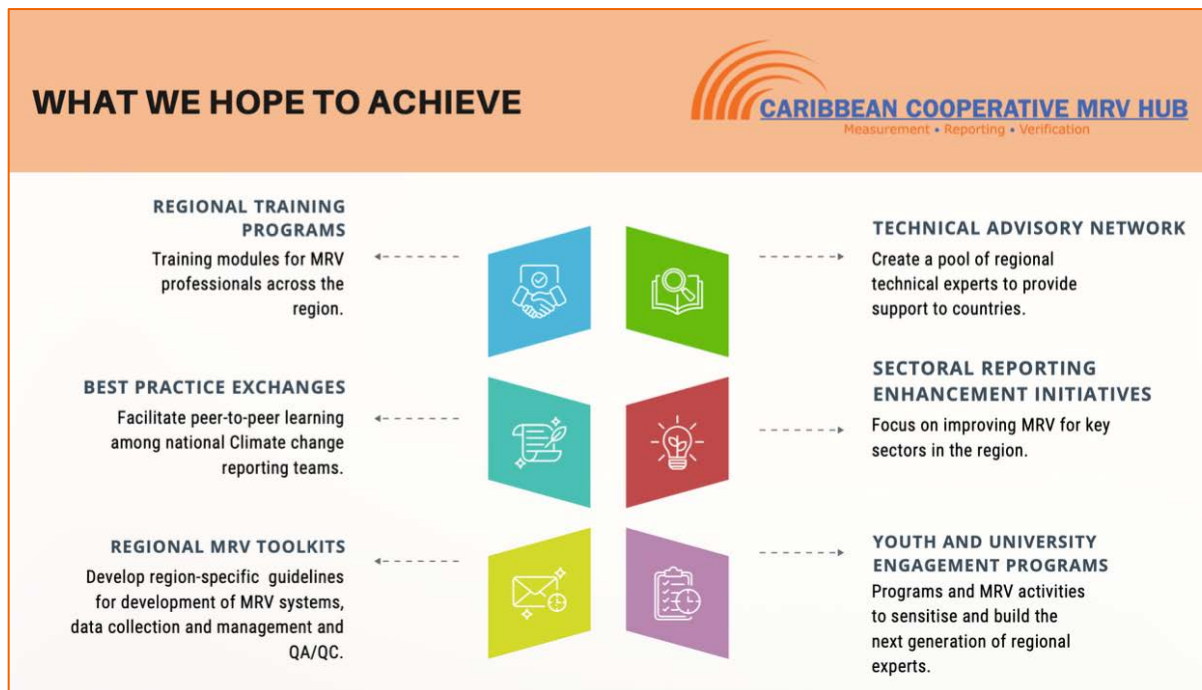 WHAT WE HOPE TO ACHIEVE
CARIBBEAN COOPERATIVE MRV HUB
Measurement • Reporting • Verification
REGIONAL TRAINING
PROGRAMS
Training modules for MRV
professionals across the
region.
BEST PRACTICE EXCHANGES
Facilitate peer-to-peer learning
among national Climate change
reporting teams.
REGIONAL MRV TOOLKITS
Develop region-specific guidelines
for development of MRV systems,
data collection and management and
QA/QC.
TECHNICAL ADVISORY NETWORK
Create a pool of regional
technical experts to provide
support to countries.
SECTORAL REPORTING
ENHANCEMENT INITIATIVES
Focus on improving MRV for key
sectors in the region.
YOUTH AND UNIVERSITY
ENGAGEMENT PROGRAMS
Programs and MRV activities
to sensitise and build the
next generation of regional
experts.